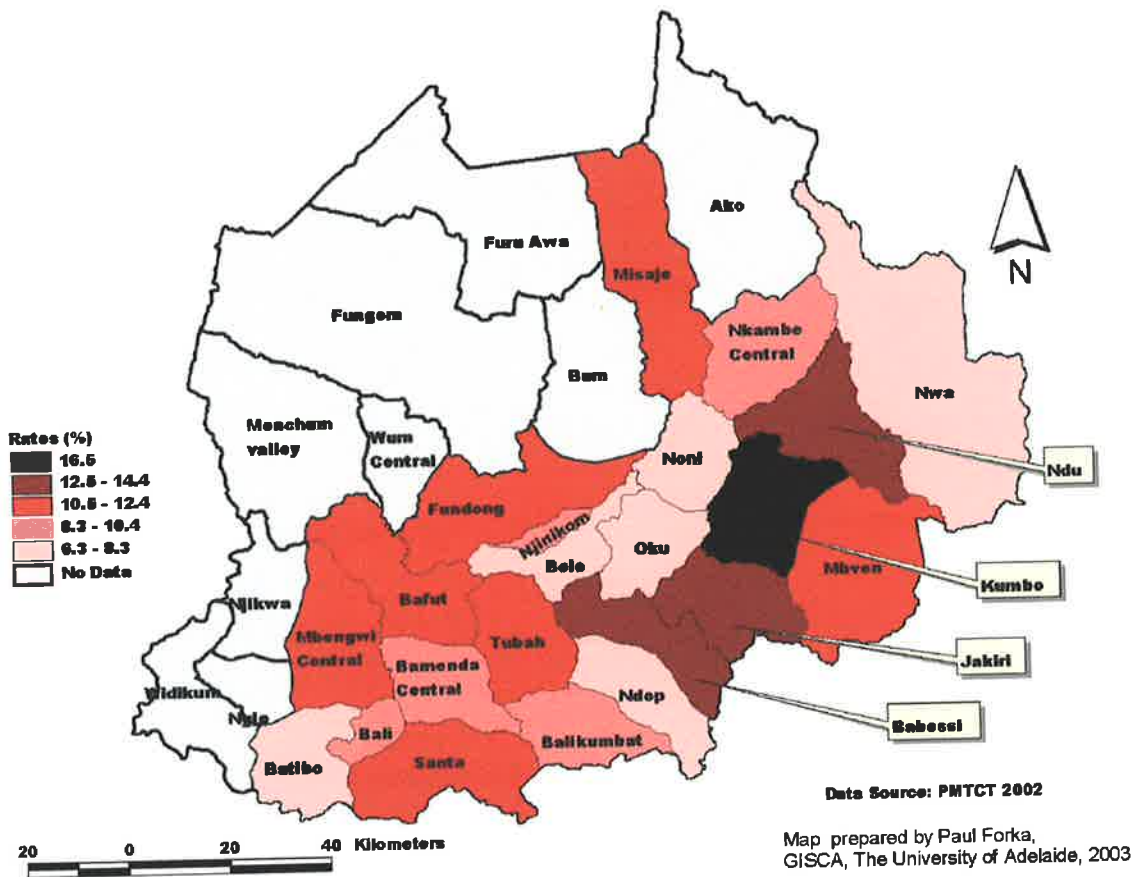 Ako
Furu Awa
Misaje
N
Fungom
Nkambe
Central
Bum
Nwa
Menchum
valley
Wum
Central
Rates (%)
16.5
12.5 - 14.4
10.5 - 12.4
8.3 - 10.4
6.3 - 8.3
No Data
Noni
Ndu
Fundong
Njinikom
Oku
Belo
Mbven
Kumbo
Njikwa
Bafut
Mbengwi
Central
Tubah
Jakiri
Bamenda
Central
Widikum
Ndop
Ngie
Babessi
Bali
Balikumbat
Batibo
Santa
Data Source: PMTCT 2002
20 0 20 40 Kilometers
Map prepared by Paul Forka,
GISCA, The University of Adelaide, 2003